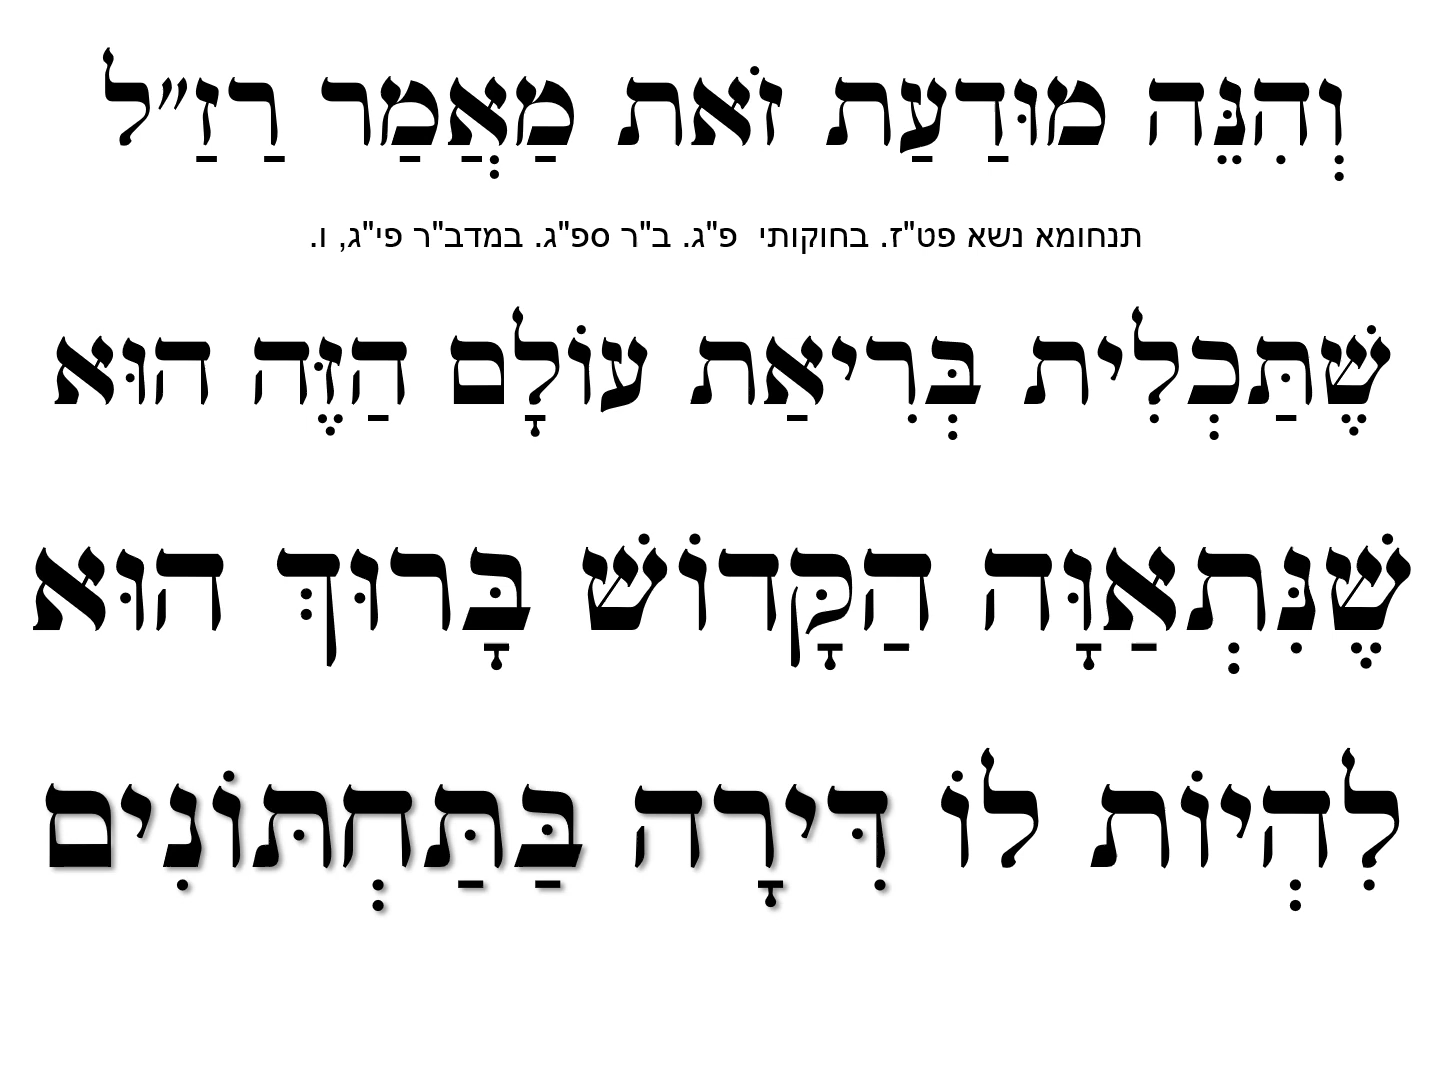 וְהִנֵּה מוּדַעַת זֹאת מַאֲמַר רַזַ״ל
תנחומא נשא פט"ז. בחוקותי פ"ג. ב"ר ספ"ג. במדב"ר פי"ג, ו.
שֶׁתַּכְלִית בְּרִיאַת עוֹלָם הַזֶּה הוּא
שֶׁנִּתְאַוָּה הַקָּדוֹשׁ בָּרוּךְ הוּא
לִהְיוֹת לוֹ דִּירָה בַּתַּחְתּוֹנִים